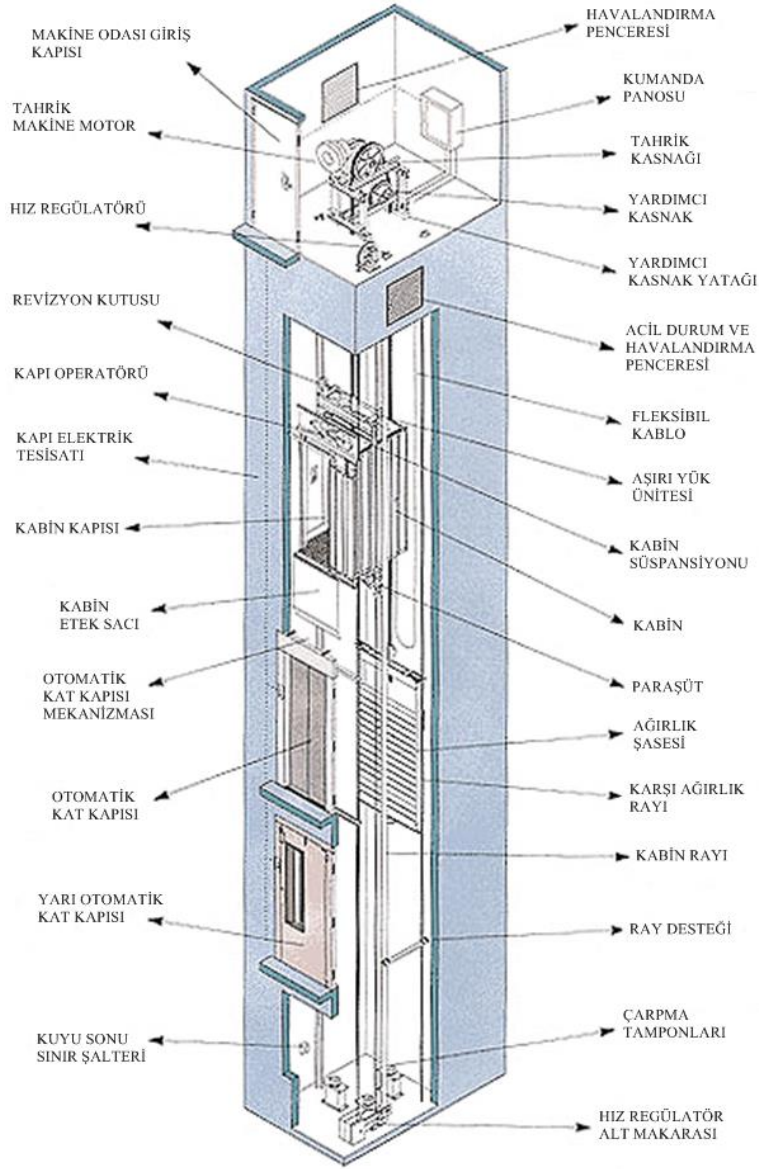 MAKİNE ODASI GİRİŞ
KAPISI
TAHRİK
MAKİNE MOTOR
HIZ REGÜLATÖRÜ
REVİZYON KUTUSU
KAPI OPERATÖRÜ
KAPI ELEKTRİK
TESİSATI
KABİN KAPISI
KABİN
ETEK SACI
OTOMATİK
KAT KAPISI
MEKANİZMASI
OTOMATİK
KAT KAPISI
YARI OTOMATİK
KAT KAPISI
KUYU SONU
SINIR ŞALTERİ
HAVALANDIRMA
PENCERESİ
KUMANDA
PANOSU
TAHRİK
KASNAĞI
YARDIMCI
KASNAK
YARDIMCI
KASNAK YATAĞI
ACİL DURUM VE
HAVALANDIRMA
PENCERESİ
FLEKSİBIL
KABLO
AŞIRI YÜK
ÜNİTESİ
KABİN
SÜSPANSİYONU
KABİN
PARAŞÜT
AĞIRLIK
ŞASESİ
KARŞI AĞIRLIK
RAYI
KABİN RAYI
RAY DESTEĞİ
ÇARPMA
TAMPONLARI
HIZ REGÜLATÖR
ALT MAKARASI